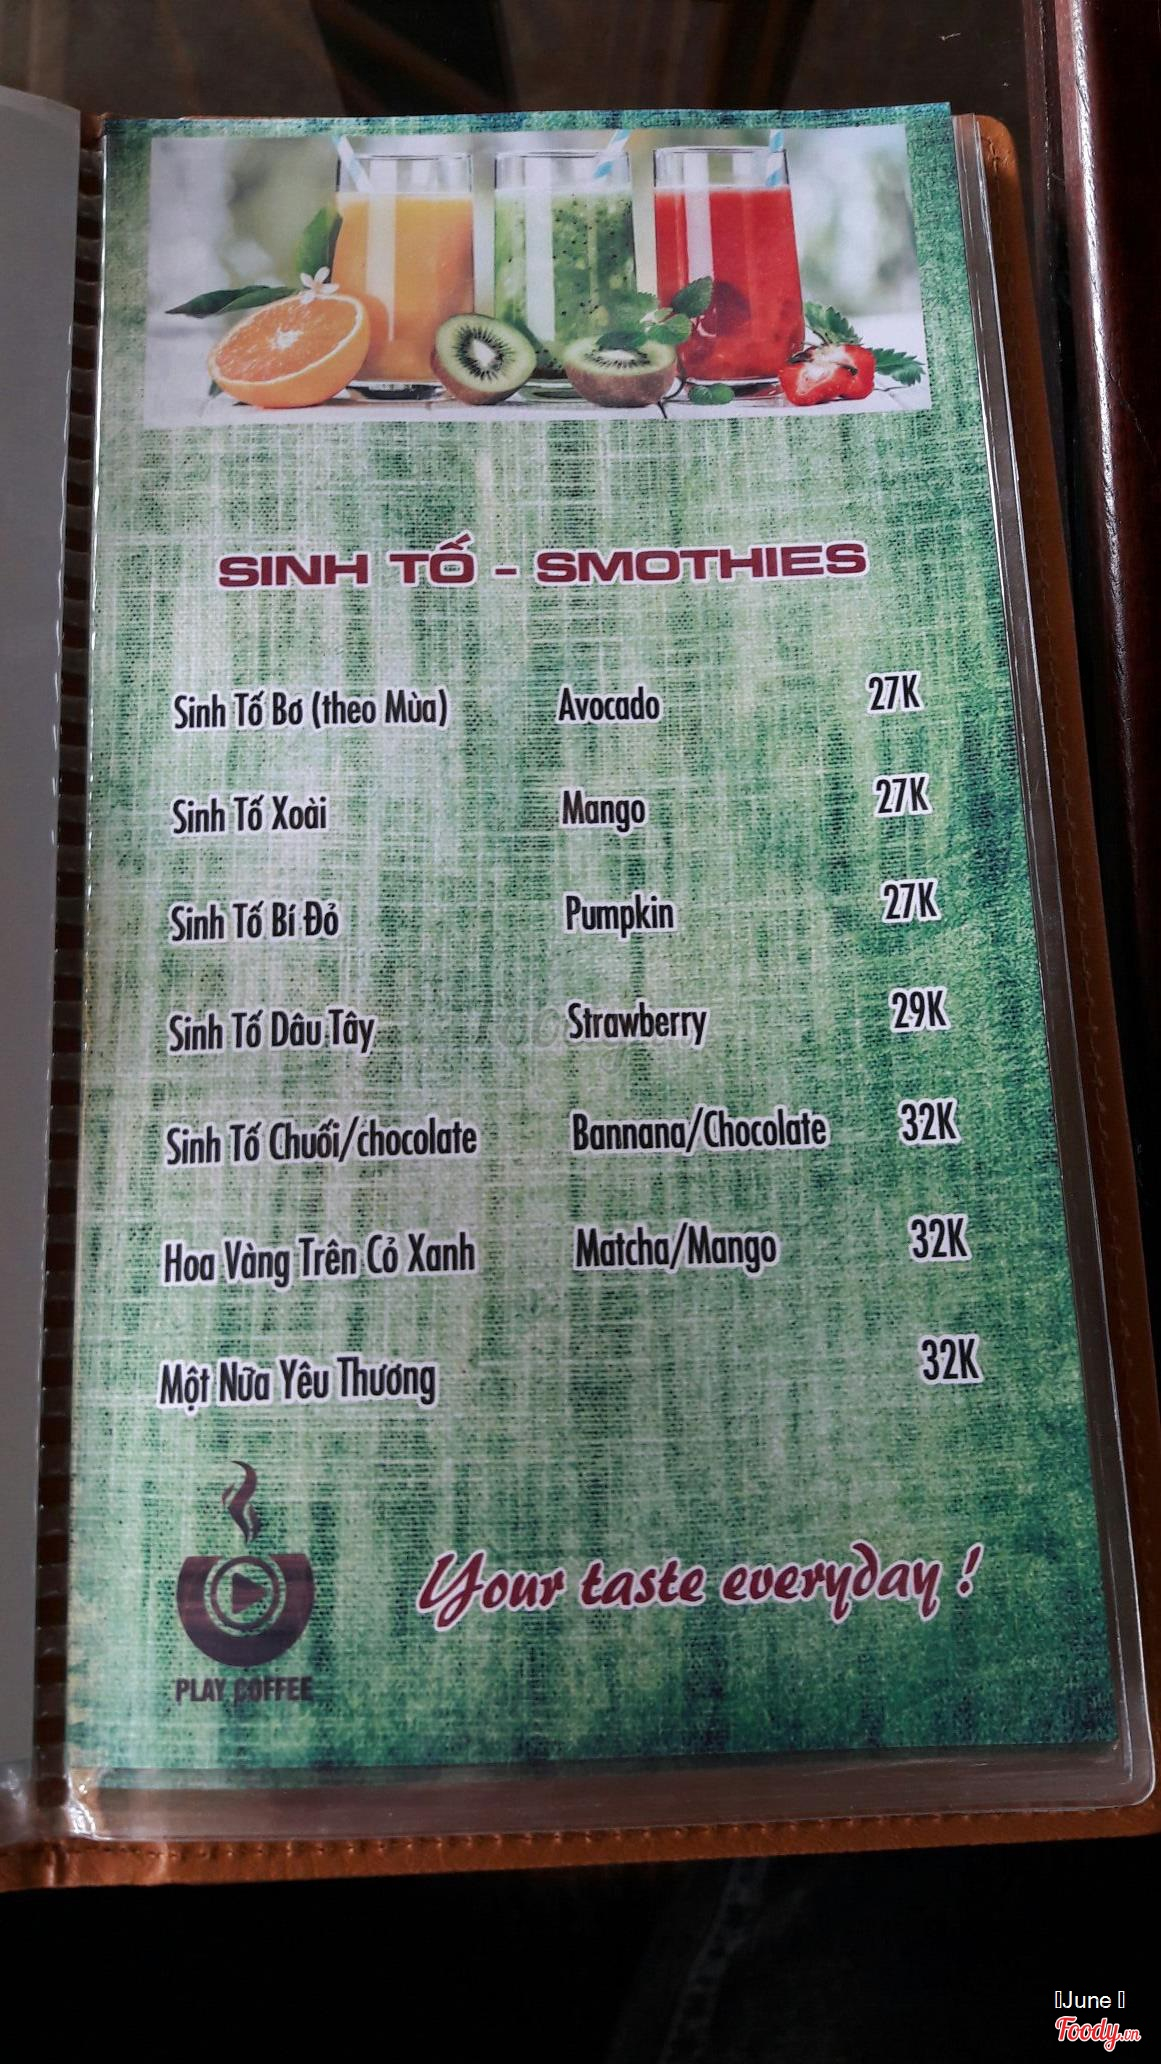 SINH TỐ - SMOTHIES
Sinh Tố Bơ (theo Mùa) Avocado 27K
Sinh Tố Xoài Mango 27K
Sinh Tố Bí Đỏ Pumpkin 27K
Sinh Tố Dâu Tây Strawberry 29K
Sinh Tố Chuối/chocolate Bannana/Chocolate 32K
Hoa Vàng Trên Cỏ Xanh Matcha/Mango 32K
Một Nữa Yêu Thương 32K
Your taste everyday !
PLAY COFFEE
June
Foody.vn